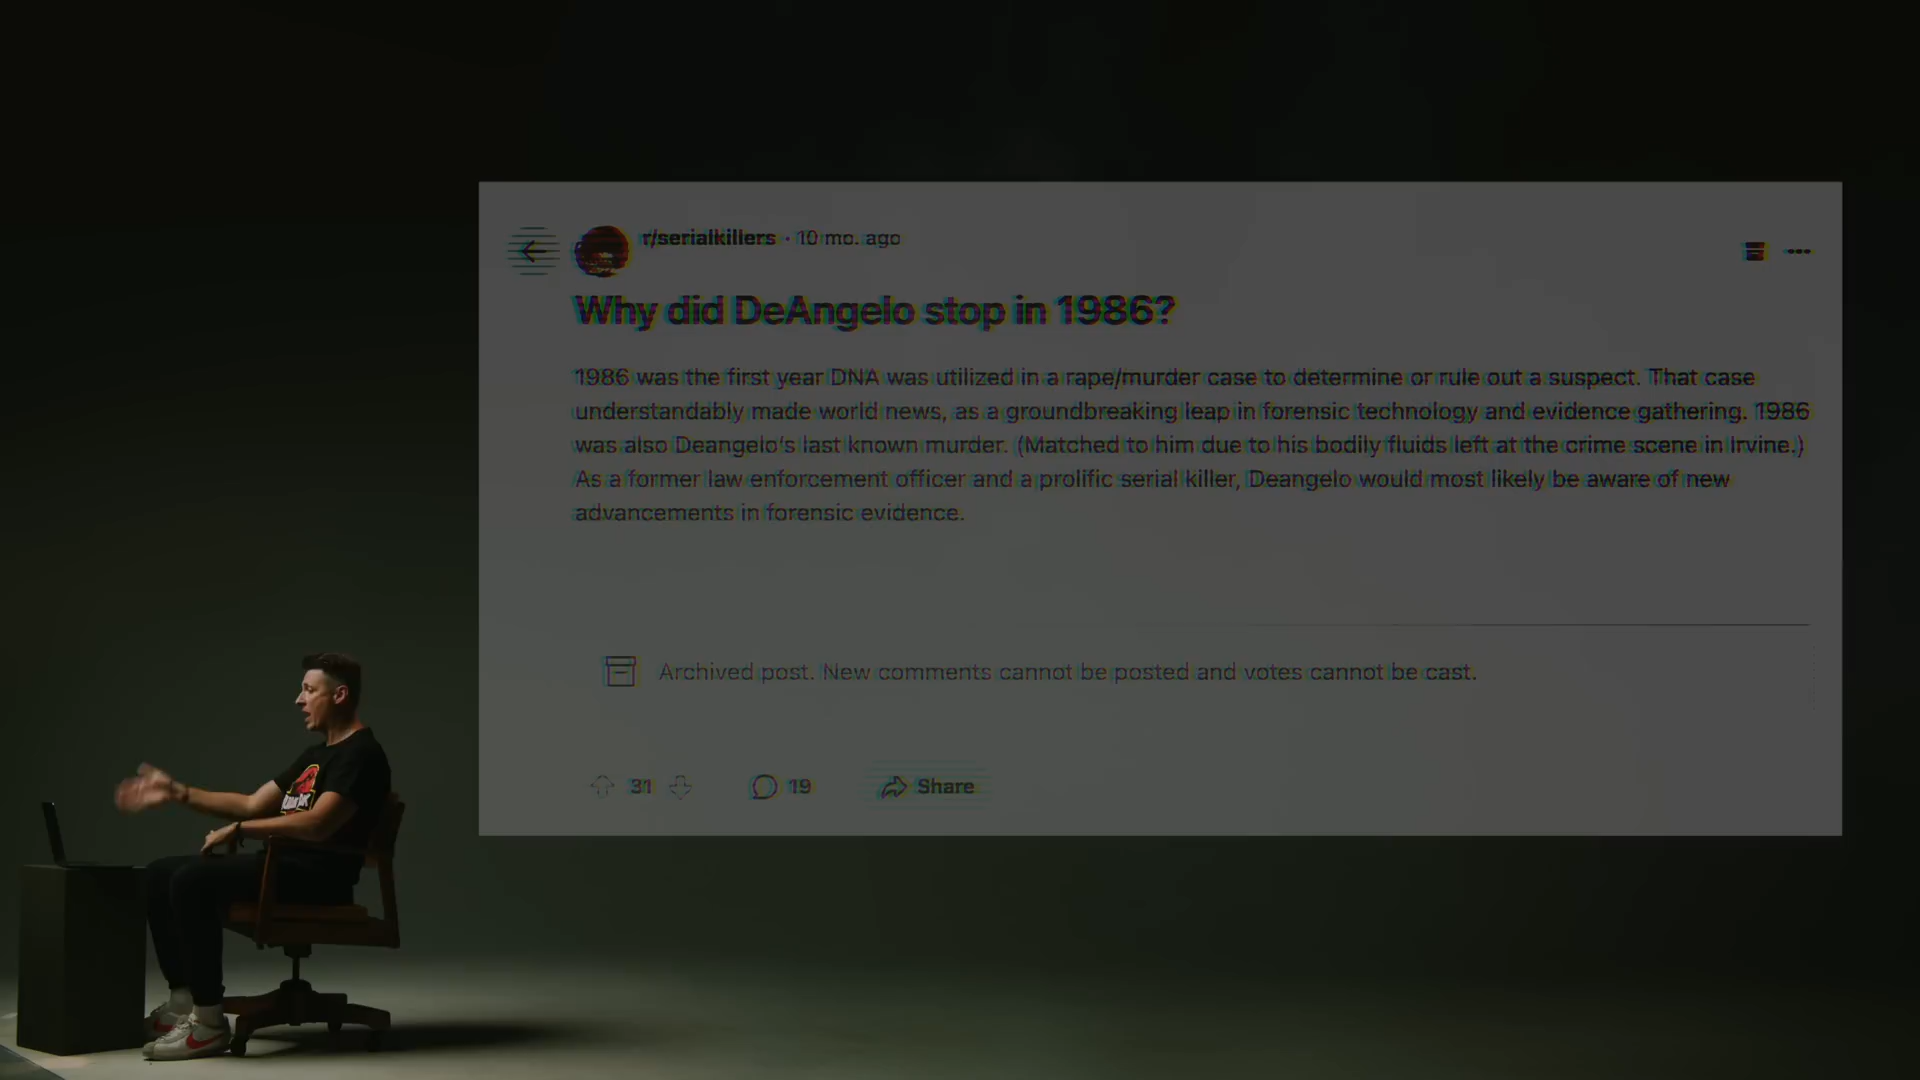 r/serialkillers · 10 mo. ago
Why did DeAngelo stop in 1986?
1986 was the first year DNA was utilized in a rape/murder case to determine or rule out a suspect. That case
understandably made world news, as a groundbreaking leap in forensic technology and evidence gathering. 1986
was also Deangelo's last known murder. (Matched to him due to his bodily fluids left at the crime scene in Irvine.)
As a former law enforcement officer and a prolific serial killer, Deangelo would most likely be aware of new
advancements in forensic evidence.
Archived post. New comments cannot be posted and votes cannot be cast.
31 19 Share